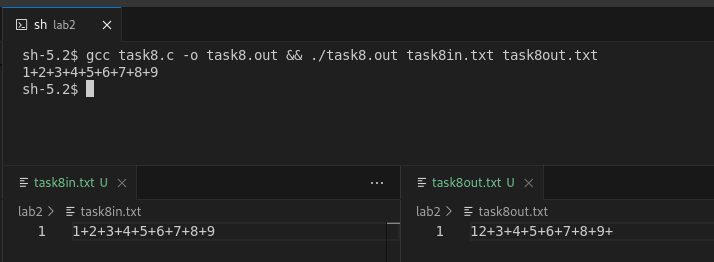 sh lab2
sh-5.2$ gcc task8.c -o task8.out && ./task8.out task8in.txt task8out.txt
1+2+3+4+5+6+7+8+9
sh-5.2$
task8in.txt U
lab2 > task8in.txt
1 1+2+3+4+5+6+7+8+9
task8out.txt U
lab2 > task8out.txt
1 12+3+4+5+6+7+8+9+